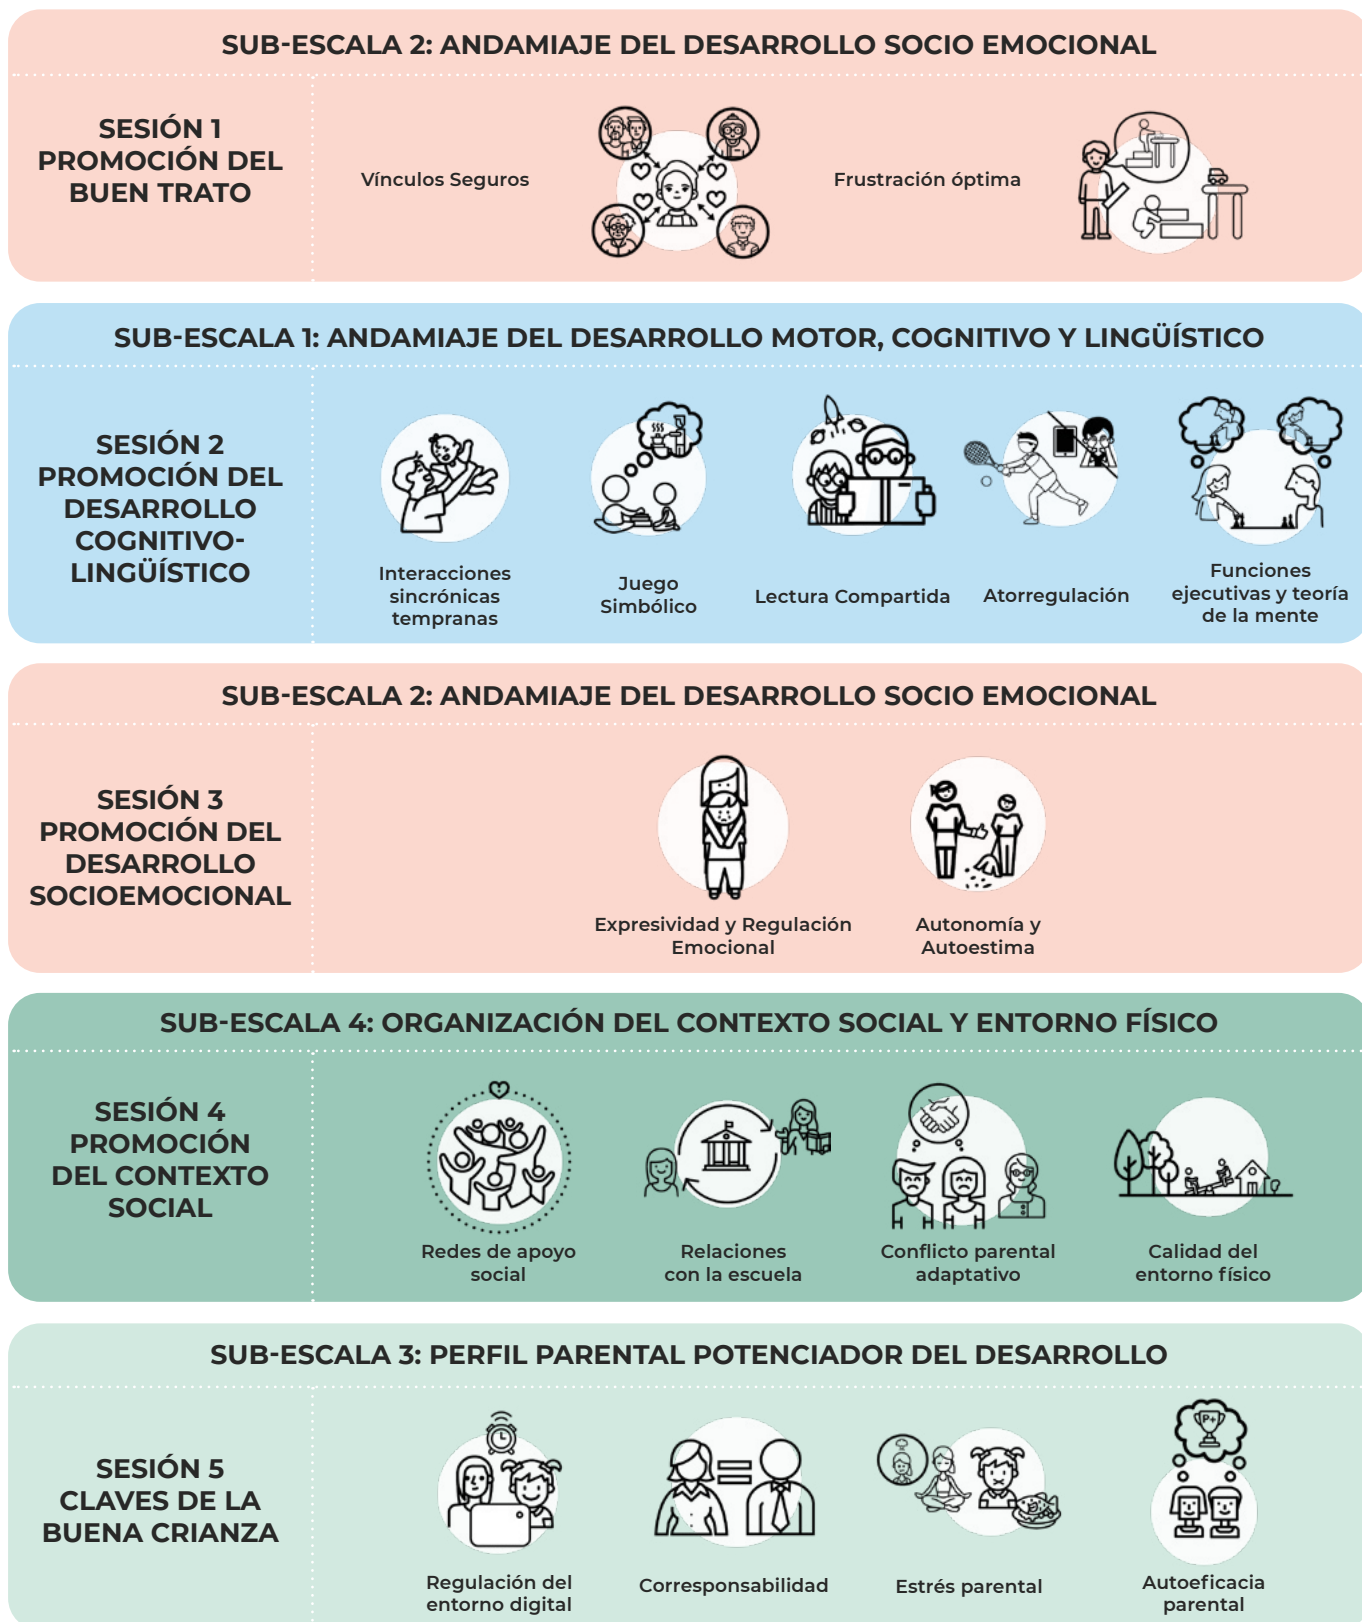 SUB-ESCALA 2: ANDAMIAJE DEL DESARROLLO SOCIO EMOCIONAL
SESIÓN 1
PROMOCIÓN DEL
BUEN TRATO
Vínculos Seguros
Frustración óptima
SUB-ESCALA 1: ANDAMIAJE DEL DESARROLLO MOTOR, COGNITIVO Y LINGÜÍSTICO
SESIÓN 2
PROMOCIÓN DEL
DESARROLLO
COGNITIVO-
LINGÜÍSTICO
Interacciones
sincrónicas
tempranas
Juego
Simbólico
Lectura Compartida
Atorregulación
Funciones
ejecutivas y teoría
de la mente
SUB-ESCALA 2: ANDAMIAJE DEL DESARROLLO SOCIO EMOCIONAL
SESIÓN 3
PROMOCIÓN DEL
DESARROLLO
SOCIOEMOCIONAL
Expresividad y Regulación
Emocional
Autonomía y
Autoestima
SUB-ESCALA 4: ORGANIZACIÓN DEL CONTEXTO SOCIAL Y ENTORNO FÍSICO
SESIÓN 4
PROMOCIÓN
DEL CONTEXTO
SOCIAL
Redes de apoyo
social
Relaciones
con la escuela
Conflicto parental
adaptativo
Calidad del
entorno físico
SUB-ESCALA 3: PERFIL PARENTAL POTENCIADOR DEL DESARROLLO
SESIÓN 5
CLAVES DE LA
BUENA CRIANZA
P+
Regulación del
entorno digital
Corresponsabilidad
Estrés parental
Autoeficacia
parental